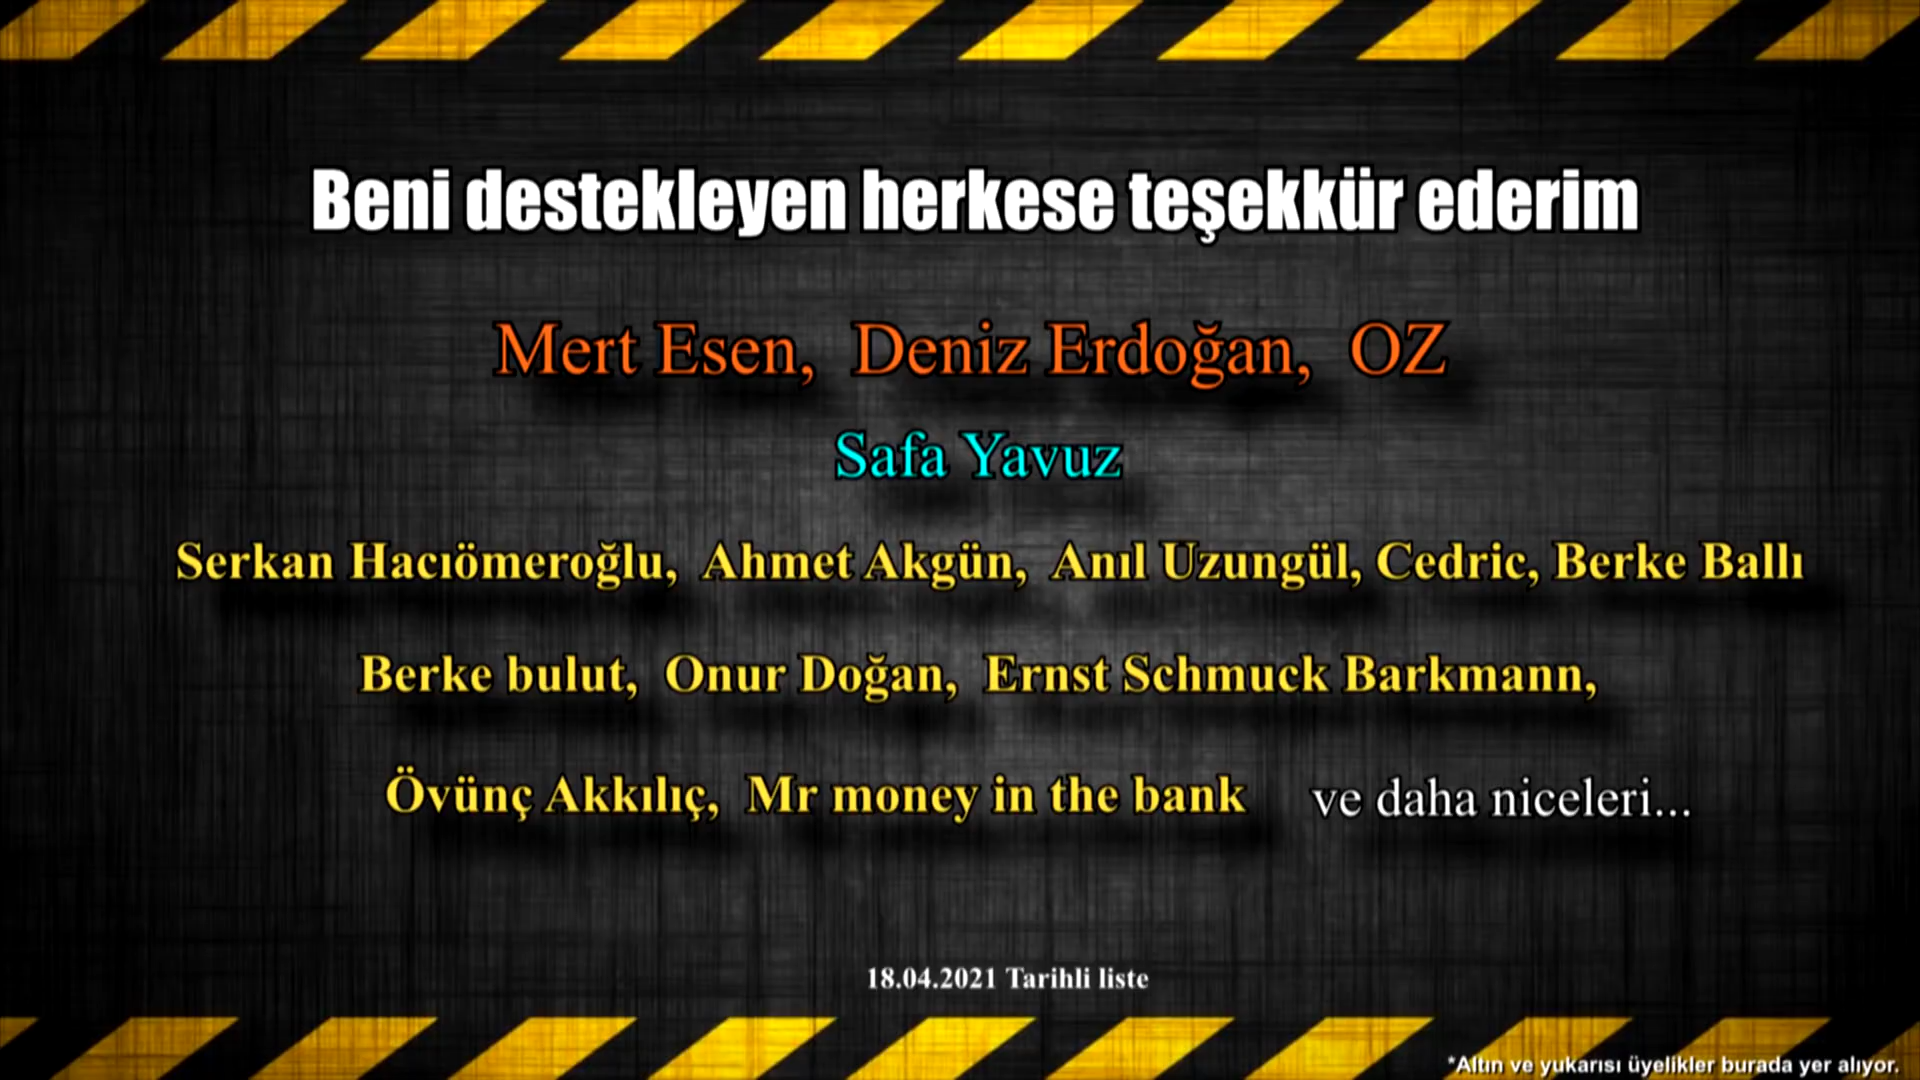 Beni destekleyen herkese teşekkür ederim
Mert Esen, Deniz Erdoğan, OZ
Safa Yavuz
Serkan Hacıömeroğlu, Ahmet Akgün, Anıl Uzungül, Cedric, Berke Ballı
Berke bulut, Onur Doğan, Ernst Schmuck Barkmann,
Övünç Akkılıç, Mr money in the bank ve daha niceleri...
18.04.2021 Tarihli liste
*Altın ve yukarısı üyelikler burada yer alıyor.